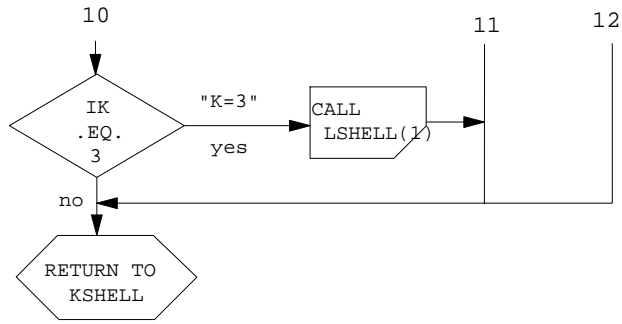 10
11
12
IK
.EQ.
3
"K=3"
yes
CALL
LSHELL(1)
no
RETURN TO
KSHELL